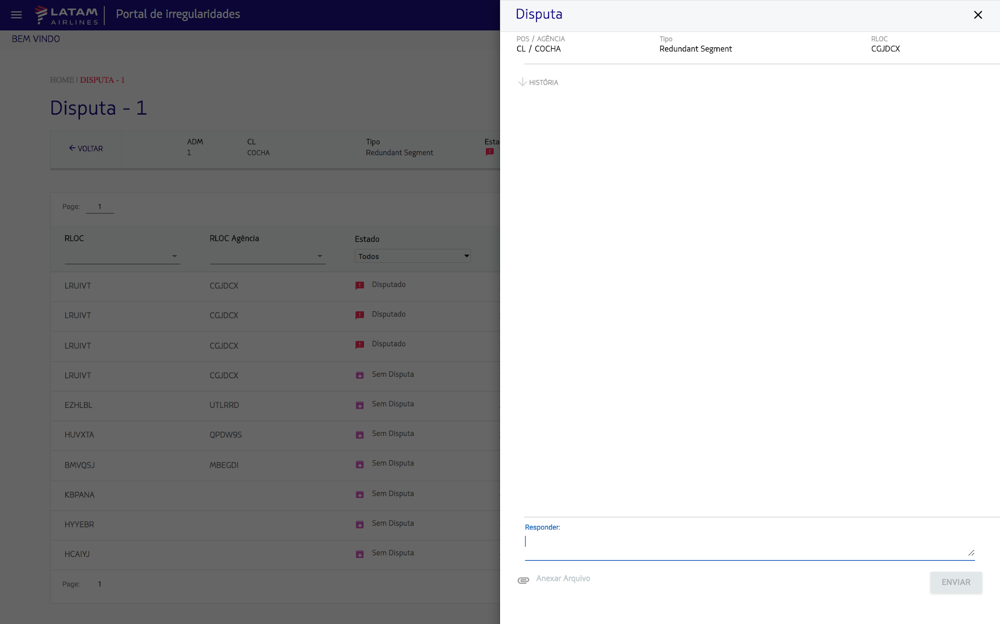 LATAM
AIRLINES
Portal de irregularidades
BEM VINDO
HOME | DISPUTA - 1
Disputa - 1
VOLTAR
ADM
1
CL
COCHA
Tipo
Redundant Segment
Esta
Page: 1
RLOC
RLOC Agência
Estado
Todos
LRUIVT CGJDCX Disputado
LRUIVT CGJDCX Disputado
LRUIVT CGJDCX Disputado
LRUIVT CGJDCX Sem Disputa
EZHLBL UTLRRD Sem Disputa
HUVXTA QPDW9S Sem Disputa
BMVQSJ MBEGDI Sem Disputa
KBPANA Sem Disputa
HYYEBR Sem Disputa
HCAIYJ Sem Disputa
Page: 1
Disputa
POS / AGÊNCIA
CL / COCHA
Tipo
Redundant Segment
RLOC
CGJDCX
HISTÓRIA
Responder:
Anexar Arquivo
ENVIAR